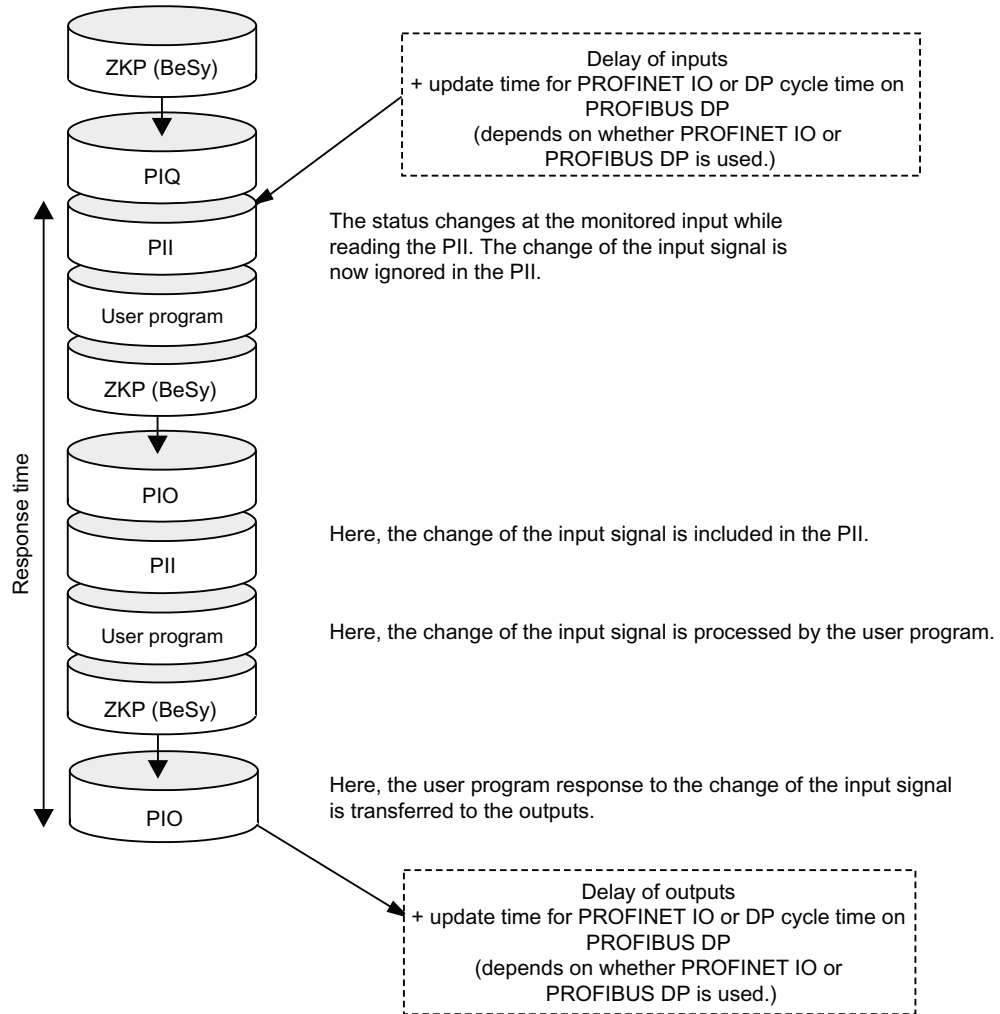 ZKP (BeSy)
Delay of inputs
+ update time for PROFINET IO or DP cycle time on
PROFIBUS DP
(depends on whether PROFINET IO or
PROFIBUS DP is used.)
PIQ
PII
The status changes at the monitored input while
reading the PII. The change of the input signal is
now ignored in the PII.
User program
ZKP (BeSy)
Response time
PIO
PII
Here, the change of the input signal is included in the PII.
User program
Here, the change of the input signal is processed by the user program.
ZKP (BeSy)
PIO
Here, the user program response to the change of the input signal
is transferred to the outputs.
Delay of outputs
+ update time for PROFINET IO or DP cycle time on
PROFIBUS DP
(depends on whether PROFINET IO or
PROFIBUS DP is used.)